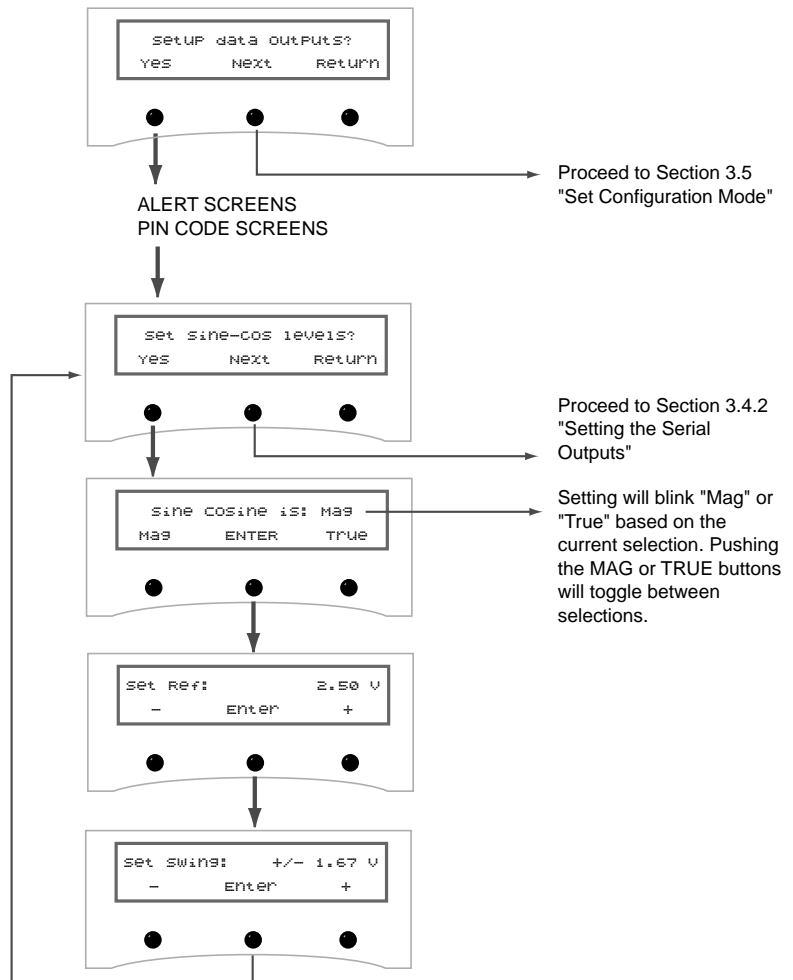 Setup data outputs?
Yes Next Return
Proceed to Section 3.5
"Set Configuration Mode"
ALERT SCREENS
PIN CODE SCREENS
Set Sine-cos levels?
Yes Next Return
Proceed to Section 3.4.2
"Setting the Serial
Outputs"
Sine Cosine is: Mag
Mag ENTER True
Setting will blink "Mag" or
"True" based on the
current selection. Pushing
the MAG or TRUE buttons
will toggle between
selections.
Set Ref: 2.50 V
- Enter +
Set Swing: +/- 1.67 V
- Enter +